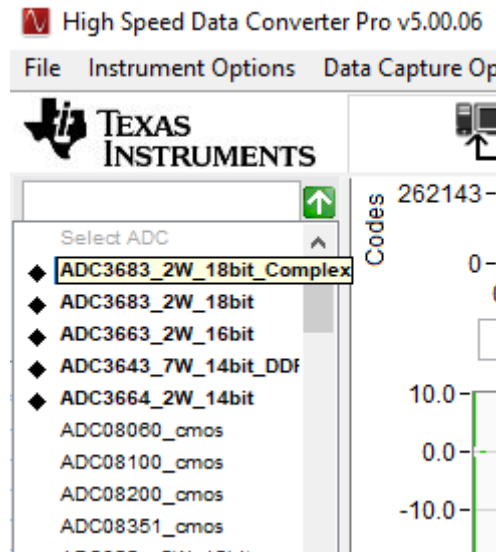 High Speed Data Converter Pro v5.00.06
File Instrument Options Data Capture Op
TEXAS
INSTRUMENTS
Codes
262143
0
Select ADC
ADC3683_2W_18bit_Complex
ADC3683_2W_18bit
ADC3663_2W_16bit
ADC3643_7W_14bit_DDR
ADC3664_2W_14bit
ADC08060_cmos
ADC08100_cmos
ADC08200_cmos
ADC08351_cmos
10.0
0.0
-10.0